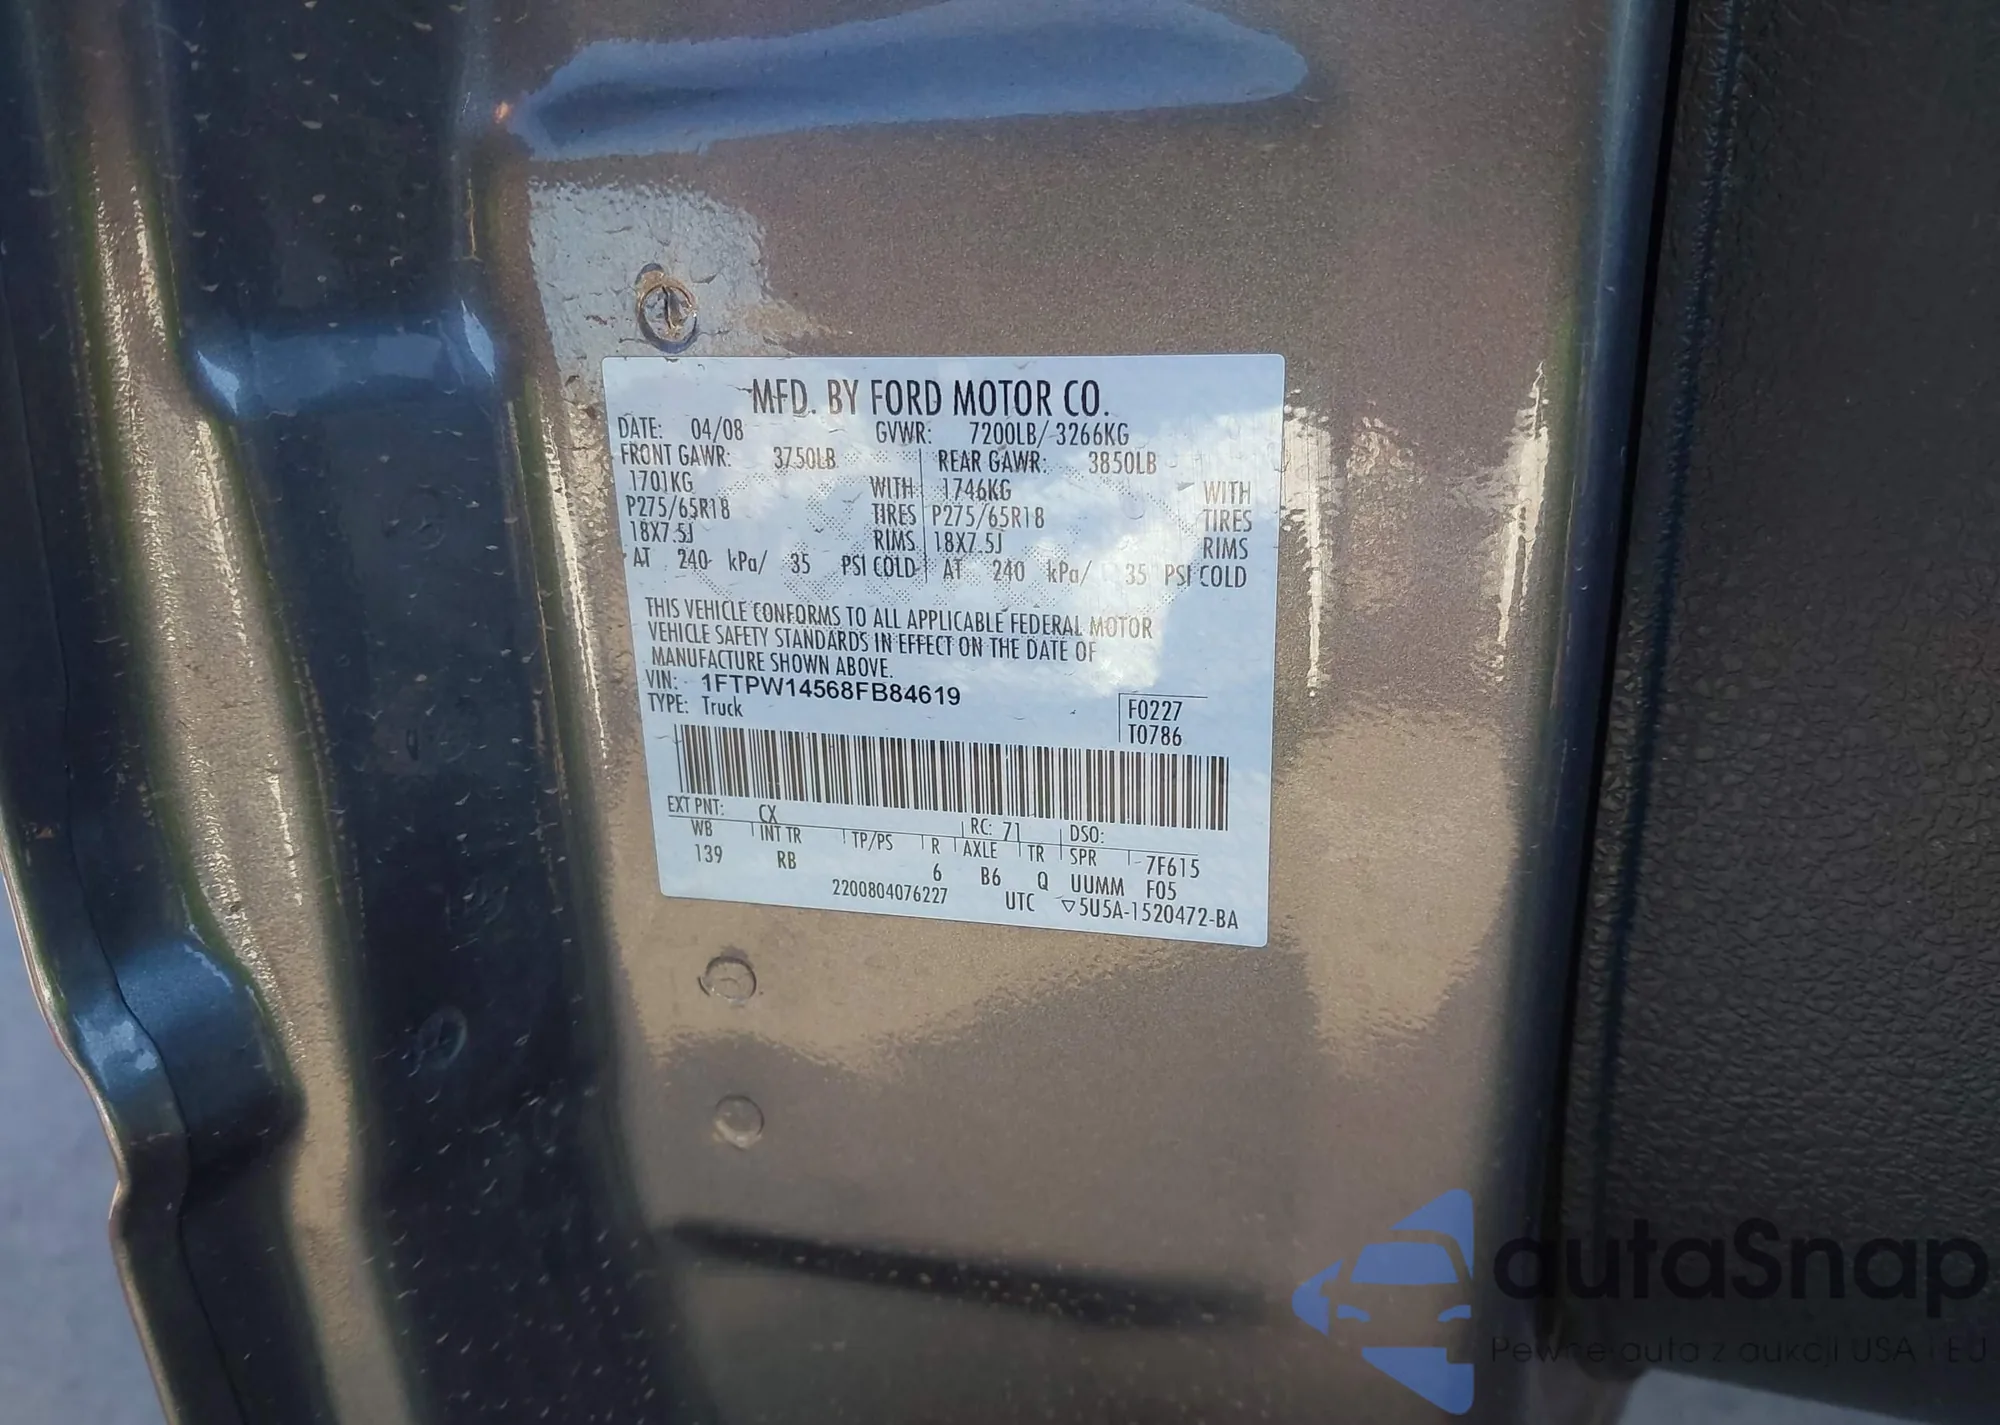 MFD. BY FORD MOTOR CO.
DATE: 04/08 GVWR: 7200LB/ 3266KG
FRONT GAWR: 3750LB REAR GAWR: 3850LB
1701KG WITH 1746KG WITH
P275/65R18 TIRES P275/65R18 TIRES
18X7.5J RIMS 18X7.5J RIMS
AT 240 kPa/ 35 PSI COLD AT 240 kPa/ 35 PSI COLD
THIS VEHICLE CONFORMS TO ALL APPLICABLE FEDERAL MOTOR
VEHICLE SAFETY STANDARDS IN EFFECT ON THE DATE OF
MANUFACTURE SHOWN ABOVE.
VIN: 1FTPW14568FB84619
TYPE: Truck
F0227
T0786
EXT PNT: CX RC: 71 DSO:
WB INT TR TP/PS R AXLE TR SPR 7F615
139 RB 6 B6 Q UUMM F05
2200804076227 UTC ▽5U5A-1520472-BA
autaSnap
Pewne auta z aukcji USA i EU